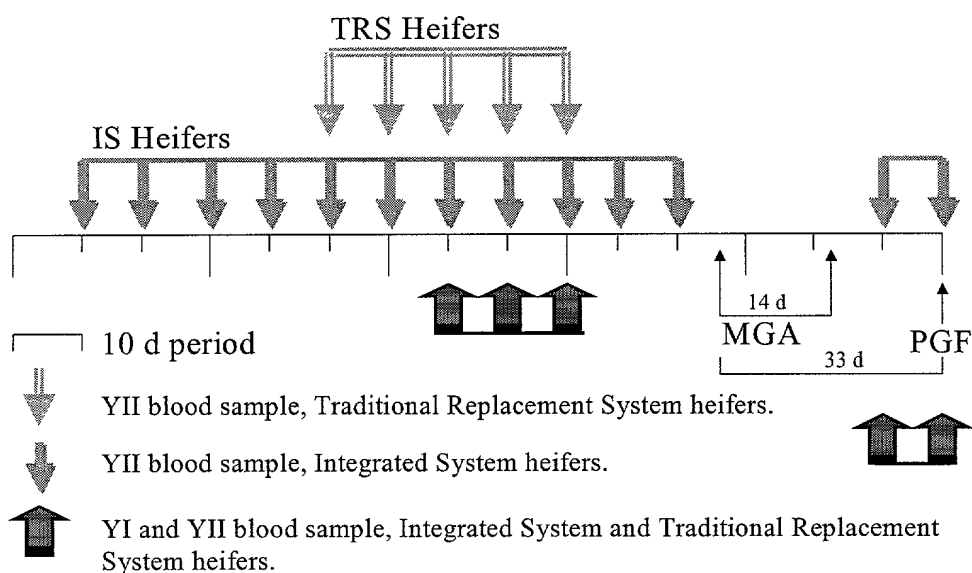 TRS Heifers
IS Heifers
14 d
MGA
PGF
33 d
10 d period
YII blood sample, Traditional Replacement System heifers.
YII blood sample, Integrated System heifers.
YI and YII blood sample, Integrated System and Traditional Replacement
System heifers.